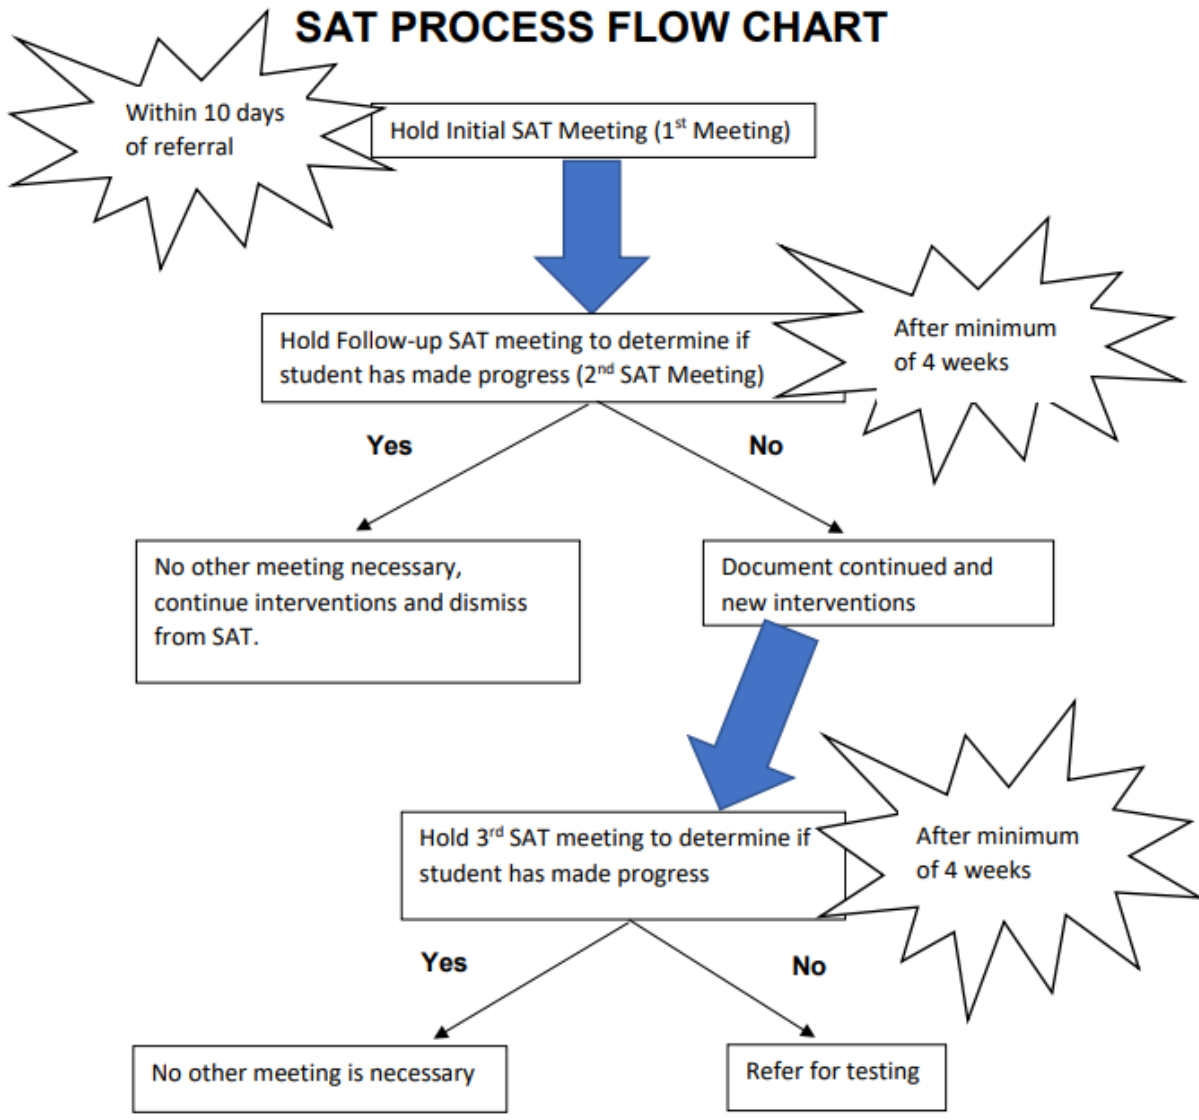 SAT PROCESS FLOW CHART
Within 10 days
of referral
Hold Initial SAT Meeting (1st Meeting)
Hold Follow-up SAT meeting to determine if
student has made progress (2nd SAT Meeting)
After minimum
of 4 weeks
Yes
No
No other meeting necessary,
continue interventions and dismiss
from SAT.
Document continued and
new interventions
Hold 3rd SAT meeting to determine if
student has made progress
After minimum
of 4 weeks
Yes
No
No other meeting is necessary
Refer for testing